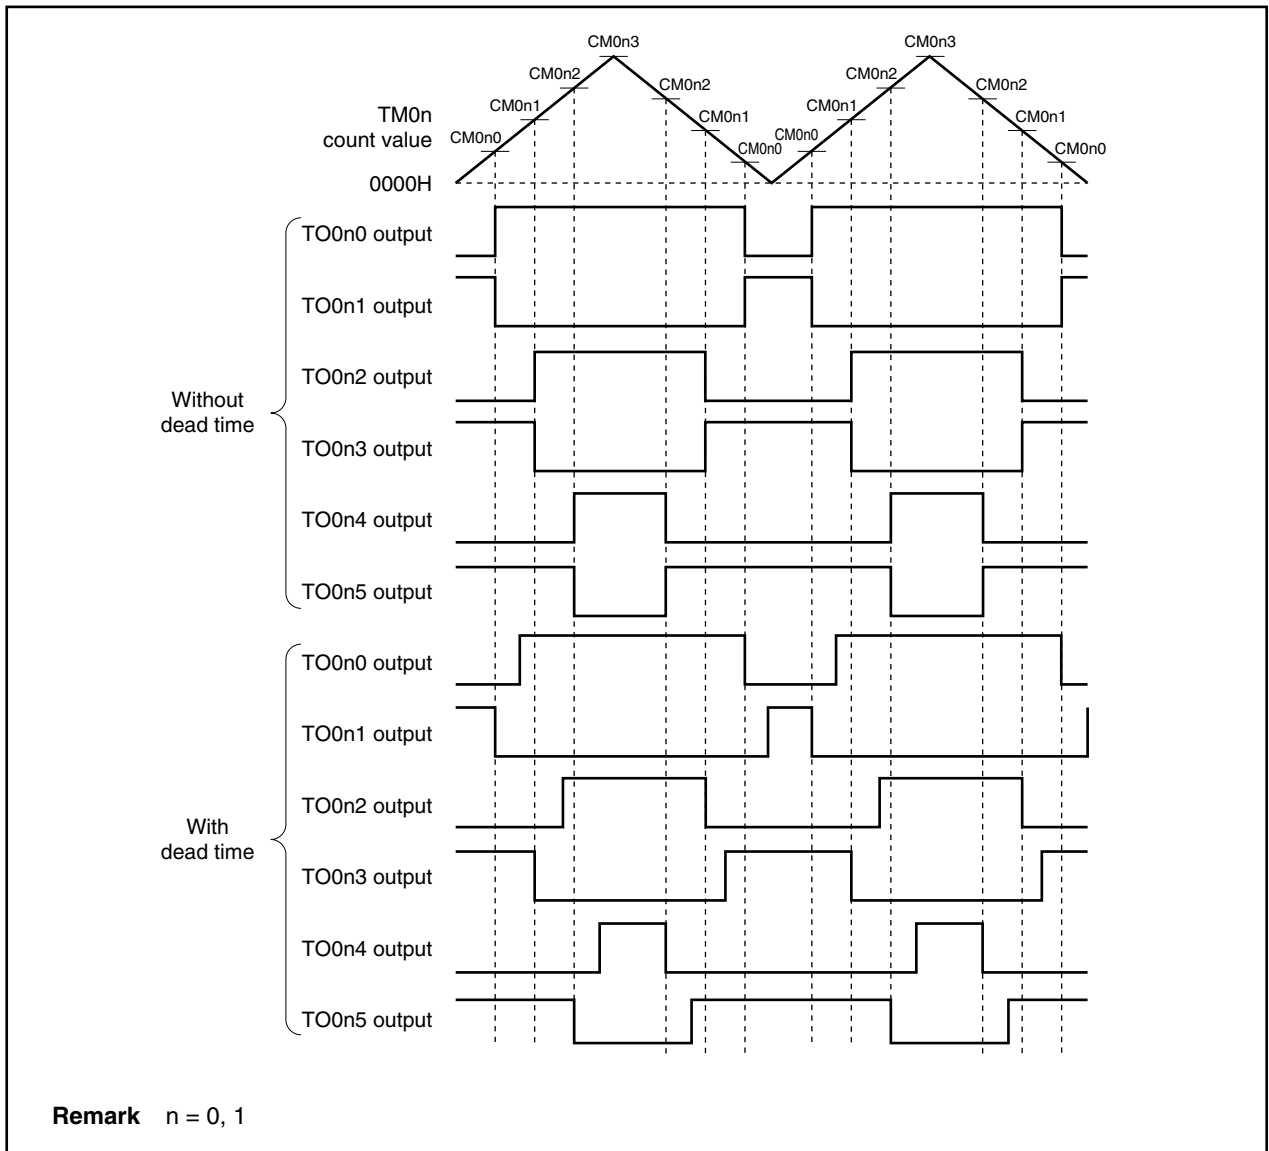 CM0n3
CM0n3
CM0n2
CM0n2
CM0n2
CM0n2
TM0n
count value
CM0n1
CM0n1
CM0n1
CM0n1
CM0n0
CM0n0
CM0n0
CM0n0
0000H
Without
dead time
TO0n0 output
TO0n1 output
TO0n2 output
TO0n3 output
TO0n4 output
TO0n5 output
With
dead time
TO0n0 output
TO0n1 output
TO0n2 output
TO0n3 output
TO0n4 output
TO0n5 output
Remark n = 0, 1